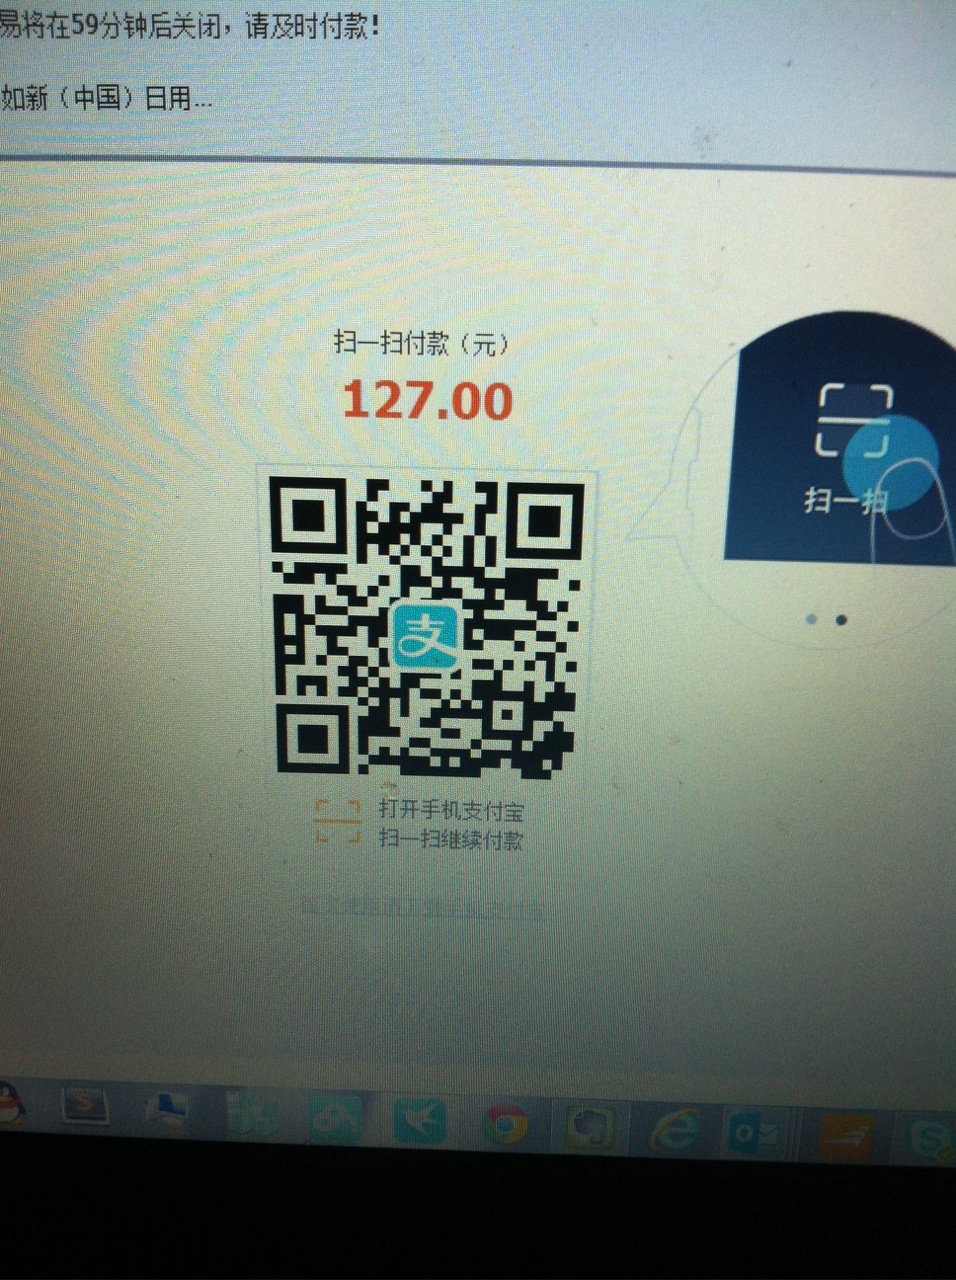 易将在59分钟后关闭，请及时付款！
如新（中国）日用...
扫一扫付款（元）
127.00
扫一扫
支
打开手机支付宝
扫一扫继续付款